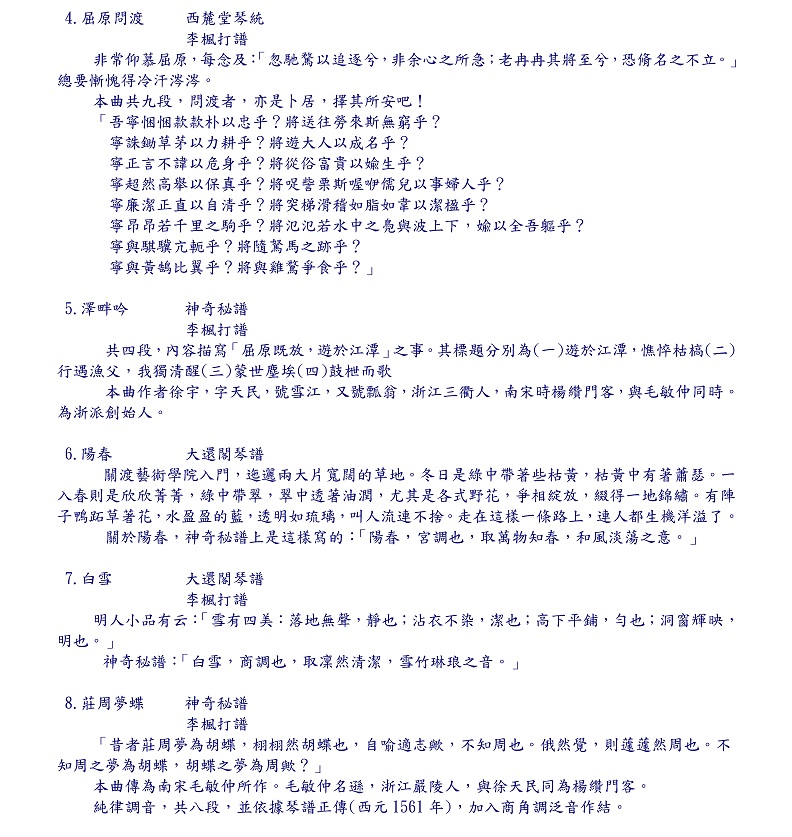 4.屈原問渡　　西麓堂琴統
李楓打譜
非常仰慕屈原，每念及：「忽馳騖以追逐兮，非余心之所急；老冉冉其將至兮，恐脩名之不立。」
總要慚愧得冷汗涔涔。
本曲共九段，問渡者，亦是卜居，擇其所安吧！
「吾寧悃悃款款朴以忠乎？將送往勞來斯無窮乎？
寧誅鋤草茅以力耕乎？將遊大人以成名乎？
寧正言不諱以危身乎？將從俗富貴以媮生乎？
寧超然高舉以保真乎？將哫訾栗斯喔咿儒兒以事婦人乎？
寧廉潔正直以自清乎？將突梯滑稽如脂如韋以潔楹乎？
寧昂昂若千里之駒乎？將氾氾若水中之鳧與波上下，媮以全吾軀乎？
寧與騏驥亢軛乎？將隨駑馬之跡乎？
寧與黃鵠比翼乎？將與雞鶩爭食乎？」
5.澤畔吟　　神奇秘譜
李楓打譜
共四段，內容描寫「屈原既放，遊於江潭」之事。其標題分別為(一)遊於江潭，憔悴枯槁(二)
行遇漁父，我獨清醒(三)蒙世塵埃(四)鼓枻而歌
本曲作者徐宇，字天民，號雪江，又號瓢翁，浙江三衢人，南宋時楊纘門客，與毛敏仲同時。
為浙派創始人。
6.陽春　　大還閣琴譜
關渡藝術學院入門，迤邐兩大片寬闊的草地。冬日是綠中帶著些枯黃，枯黃中有著蕭瑟。一
入春則是欣欣菁菁，綠中帶翠，翠中透著油潤，尤其是各式野花，爭相綻放，綴得一地錦繡。有陣
子鴨跖草著花，水盈盈的藍，透明如琉璃，叫人流連不捨。走在這樣一條路上，連人都生機洋溢了。
關於陽春，神奇秘譜上是這樣寫的：「陽春，宮調也，取萬物知春，和風淡蕩之意。」
7.白雪　　大還閣琴譜
李楓打譜
明人小品有云：「雪有四美：落地無聲，靜也；沾衣不染，潔也；高下平鋪，勻也；洞窗輝映，
明也。」
神奇秘譜：「白雪，商調也，取凜然清潔，雪竹琳琅之音。」
8.莊周夢蝶　　神奇秘譜
李楓打譜
「昔者莊周夢為胡蝶，栩栩然胡蝶也，自喻適志歟，不知周也。俄然覺，則蘧蘧然周也。不
知周之夢為胡蝶，胡蝶之夢為周歟？」
本曲傳為南宋毛敏仲所作。毛敏仲名遜，浙江嚴陵人，與徐天民同為楊纘門客。
純律調音，共八段，並依據琴譜正傳(西元1561年)，加入商角調泛音作結。